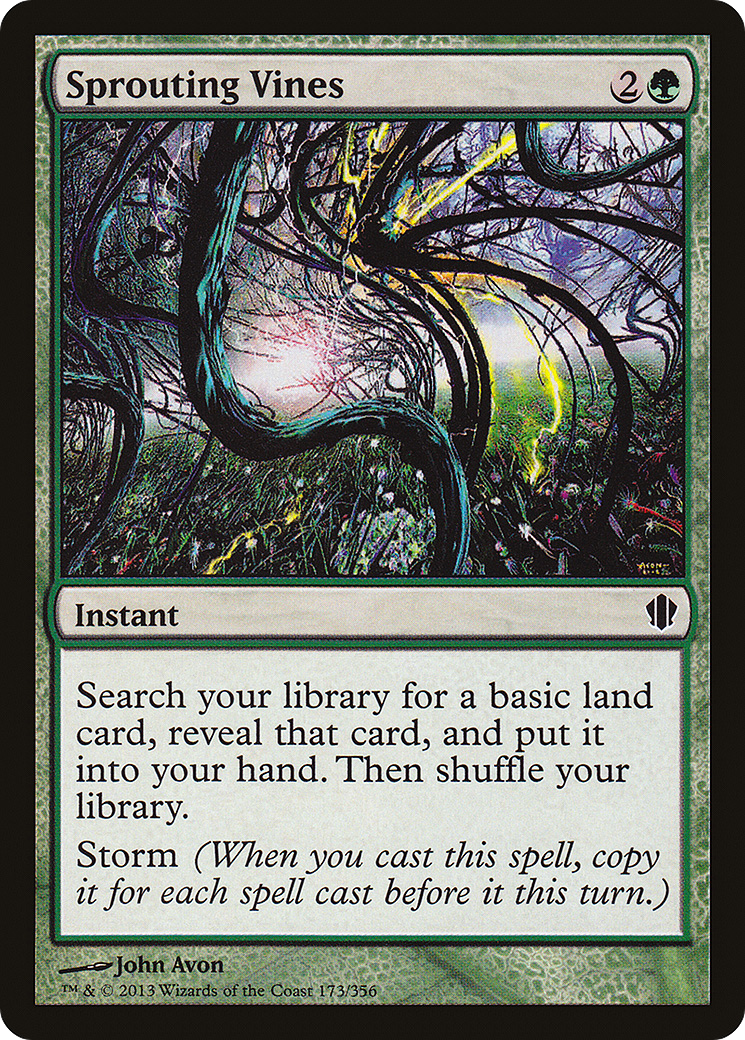 Sprouting Vines 2
Instant
Search your library for a basic land
card, reveal that card, and put it
into your hand. Then shuffle your
library.
Storm (When you cast this spell, copy
it for each spell cast before it this turn.)
John Avon
™ & © 2013 Wizards of the Coast 173/356